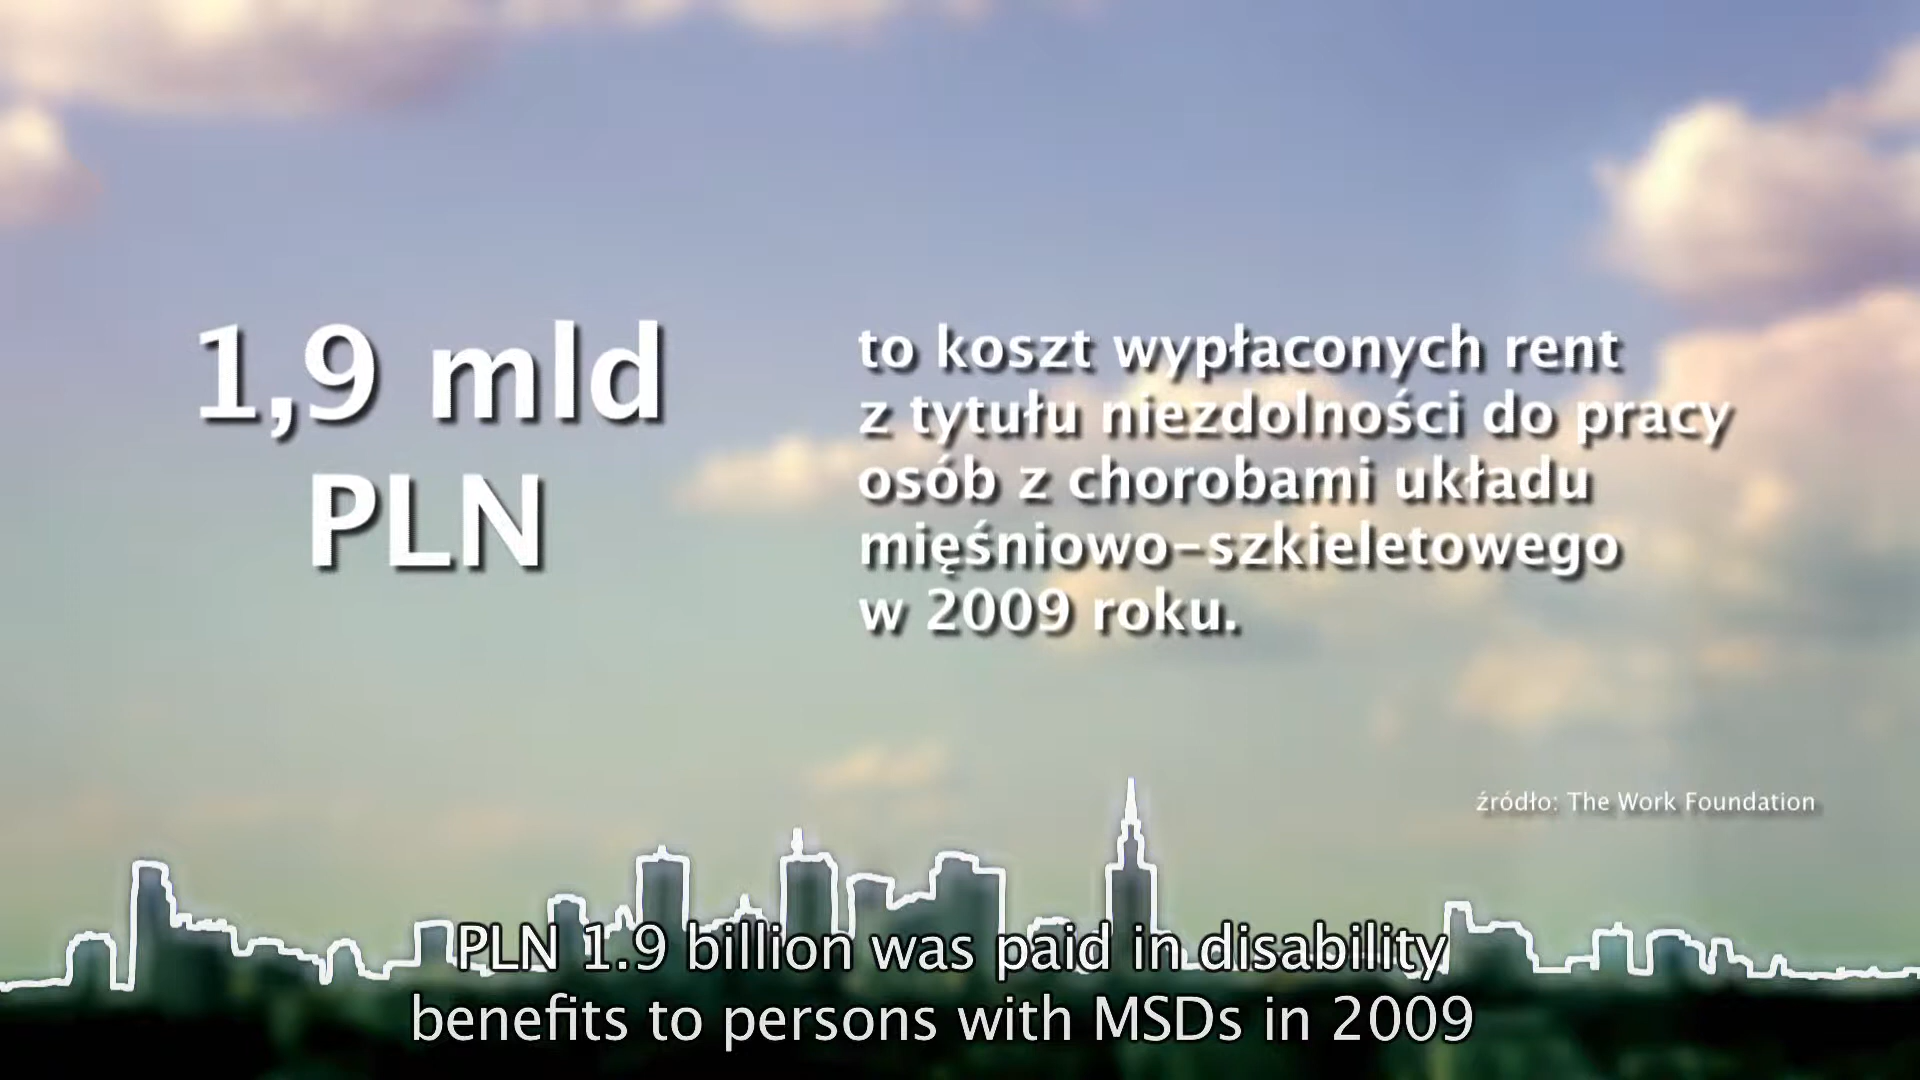 1,9 mld
PLN
to koszt wypłaconych rent
z tytułu niezdolności do pracy
osób z chorobami układu
mięśniowo-szkieletowego
w 2009 roku.
źródło: The Work Foundation
PLN 1.9 billion was paid in disability
benefits to persons with MSDs in 2009